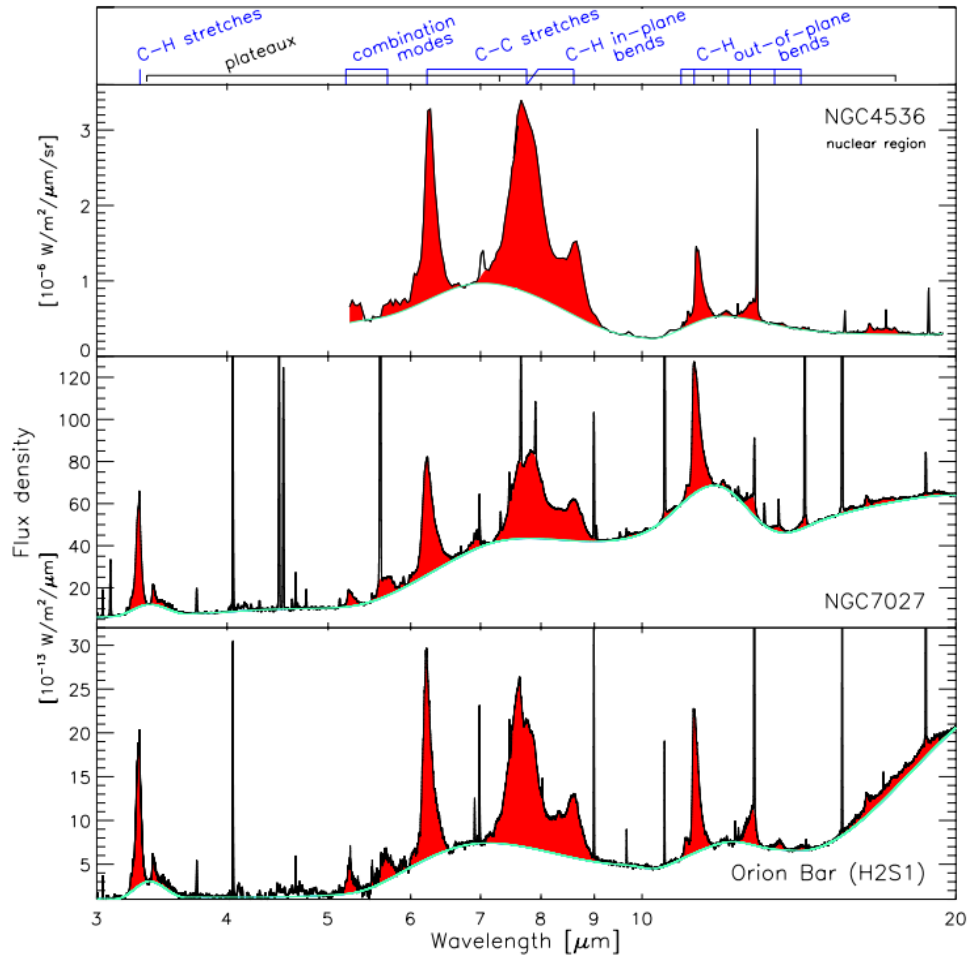 C–H stretches
plateaux
combination
modes
C–C stretches
C–H in–plane
bends
C–H out–of–plane
bends
NGC4536
nuclear region
[10⁻⁶ W/m²/μm/sr]
3
2
1
0
120
100
80
60
40
20
NGC7027
Flux density
[10⁻¹³ W/m²/μm]
30
25
20
15
10
5
Orion Bar (H2S1)
3 4 5 6 7 8 9 10 20
Wavelength [μm]